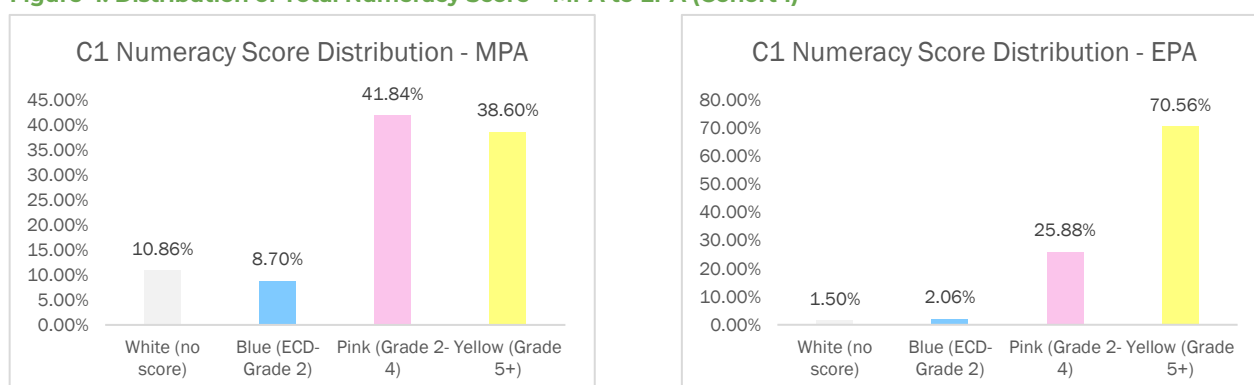 C1 Numeracy Score Distribution - MPA
45.00%
40.00%
35.00%
30.00%
25.00%
20.00%
15.00%
10.00%
5.00%
0.00%
10.86%
8.70%
41.84%
38.60%
White (no
score)
Blue (ECD-
Grade 2)
Pink (Grade 2-
4)
Yellow (Grade
5+)
C1 Numeracy Score Distribution - EPA
80.00%
70.00%
60.00%
50.00%
40.00%
30.00%
20.00%
10.00%
0.00%
1.50%
2.06%
25.88%
70.56%
White (no
score)
Blue (ECD-
Grade 2)
Pink (Grade 2-
4)
Yellow (Grade
5+)